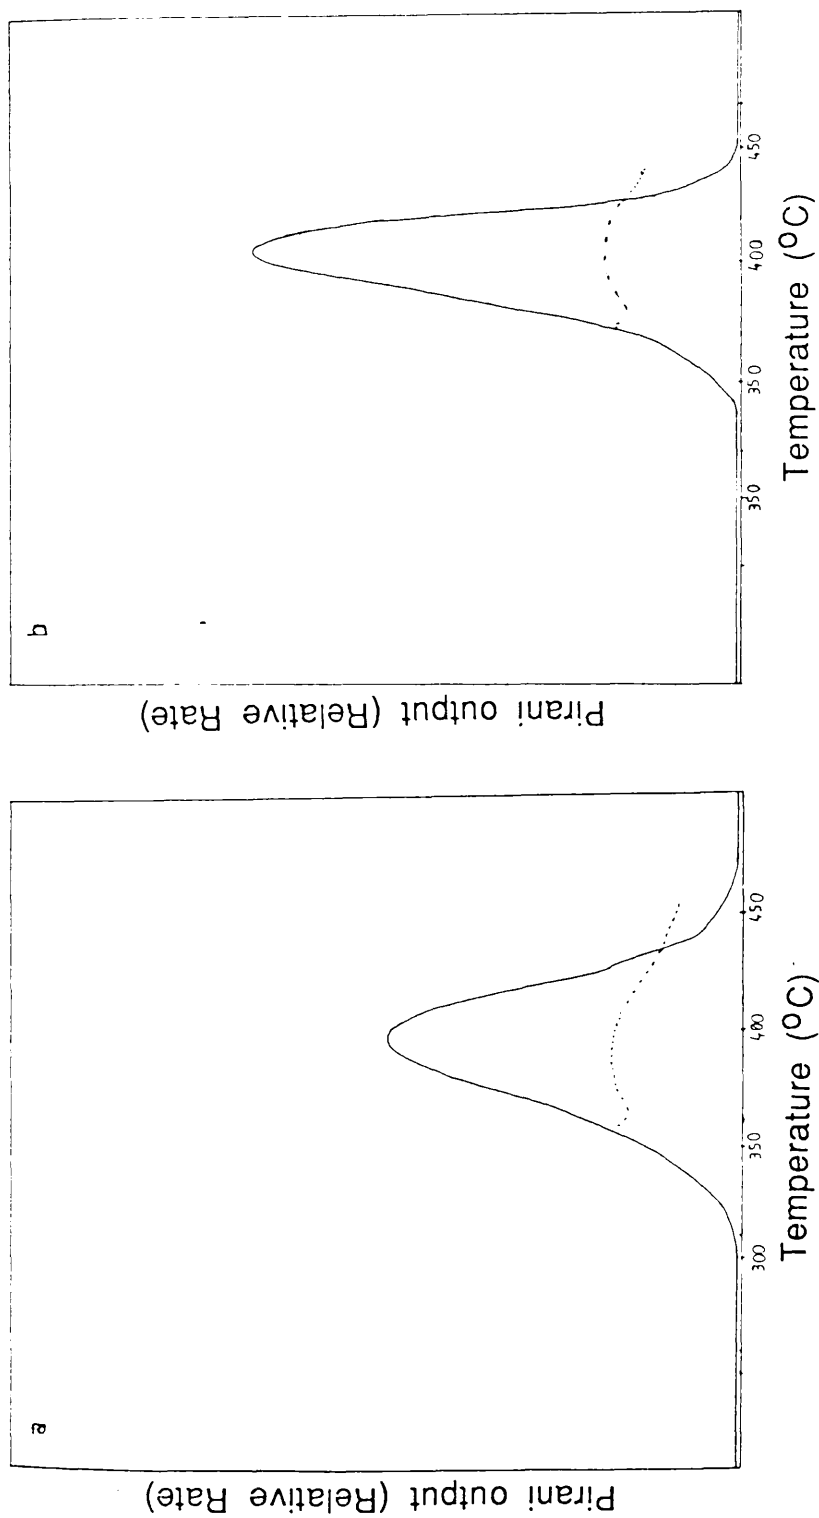 a
Pirani output (Relative Rate)
300
350
400
450
Temperature (°C)
b
Pirani output (Relative Rate)
350
350
400
450
Temperature (°C)